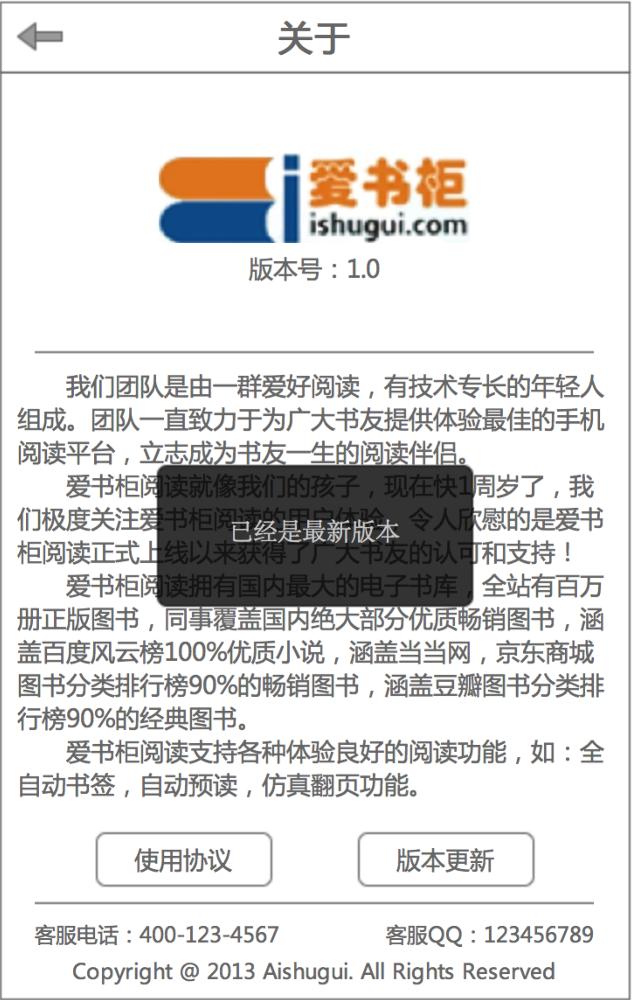 关于
爱书柜
ishugui.com
版本号：1.0
我们团队是由一群爱好阅读，有技术专长的年轻人
组成。团队一直致力于为广大书友提供体验最佳的手机
阅读平台，立志成为书友一生的阅读伴侣。
爱书柜阅读就像我们的孩子，现在快1周岁了，我
们极度关注爱书柜阅读的用户体验，令人欣慰的是爱书
已经是最新版本
柜阅读正式上线以来获得了广大书友的认可和支持！
爱书柜阅读拥有国内最大的电子书库，全站有百万
册正版图书，同事覆盖国内绝大部分优质畅销图书，涵
盖百度风云榜100%优质小说，涵盖当当网，京东商城
图书分类排行榜90%的畅销图书，涵盖豆瓣图书分类排
行榜90%的经典图书。
爱书柜阅读支持各种体验良好的阅读功能，如：全
自动书签，自动预读，仿真翻页功能。
使用协议
版本更新
客服电话：400-123-4567
客服QQ：123456789
Copyright @ 2013 Aishugui. All Rights Reserved